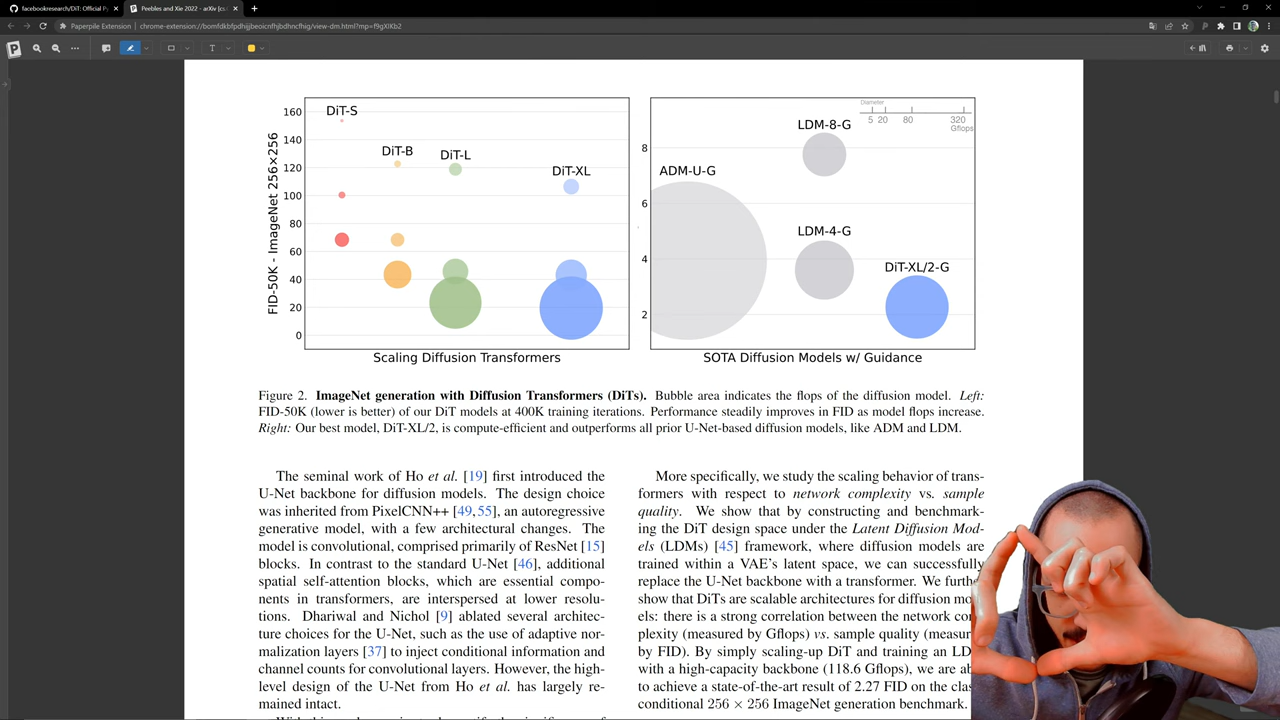 facebookresearch/DiT: Official P
Peebles and Xie 2022 - arXiv [cs
Paperpile Extension
chrome-extension://bomfdkbfpdhijjbeoicnfhjbdhncfhig/view-dm.html?mp=f9gXlKb2
DiT-S
DiT-B
DiT-L
DiT-XL
160
140
120
100
80
60
40
20
0
FID-50K - ImageNet 256×256
Scaling Diffusion Transformers
Diameter
5 20 80 320
Gflops
LDM-8-G
ADM-U-G
LDM-4-G
DiT-XL/2-G
8
6
4
2
SOTA Diffusion Models w/ Guidance
Figure 2. ImageNet generation with Diffusion Transformers (DiTs). Bubble area indicates the flops of the diffusion model. Left:
FID-50K (lower is better) of our DiT models at 400K training iterations. Performance steadily improves in FID as model flops increase.
Right: Our best model, DiT-XL/2, is compute-efficient and outperforms all prior U-Net-based diffusion models, like ADM and LDM.
The seminal work of Ho et al. [19] first introduced the
U-Net backbone for diffusion models. The design choice
was inherited from PixelCNN++ [49, 55], an autoregressive
generative model, with a few architectural changes. The
model is convolutional, comprised primarily of ResNet [15]
blocks. In contrast to the standard U-Net [46], additional
spatial self-attention blocks, which are essential compo-
nents in transformers, are interspersed at lower resolu-
tions. Dhariwal and Nichol [9] ablated several architec-
ture choices for the U-Net, such as the use of adaptive nor-
malization layers [37] to inject conditional information and
channel counts for convolutional layers. However, the high-
level design of the U-Net from Ho et al. has largely re-
mained intact.
More specifically, we study the scaling behavior of trans-
formers with respect to network complexity vs. sample
quality. We show that by constructing and benchmark-
ing the DiT design space under the Latent Diffusion Mod-
els (LDMs) [45] framework, where diffusion models are
trained within a VAE's latent space, we can successfully
replace the U-Net backbone with a transformer. We furth
show that DiTs are scalable architectures for diffusion mo
els: there is a strong correlation between the network co
plexity (measured by Gflops) vs. sample quality (measur
by FID). By simply scaling-up DiT and training an LD
with a high-capacity backbone (118.6 Gflops), we are ab
to achieve a state-of-the-art result of 2.27 FID on the clas
conditional 256 × 256 ImageNet generation benchmark.